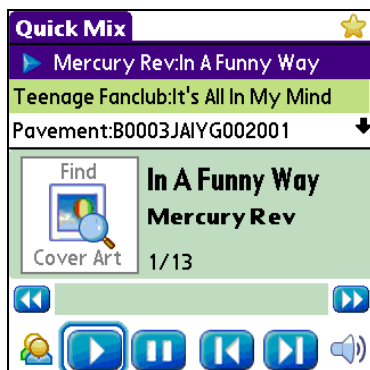 Quick Mix
Mercury Rev:In A Funny Way
Teenage Fanclub:It's All In My Mind
Pavement:B0003JAIYG002001
Find
Cover Art
In A Funny Way
Mercury Rev
1/13